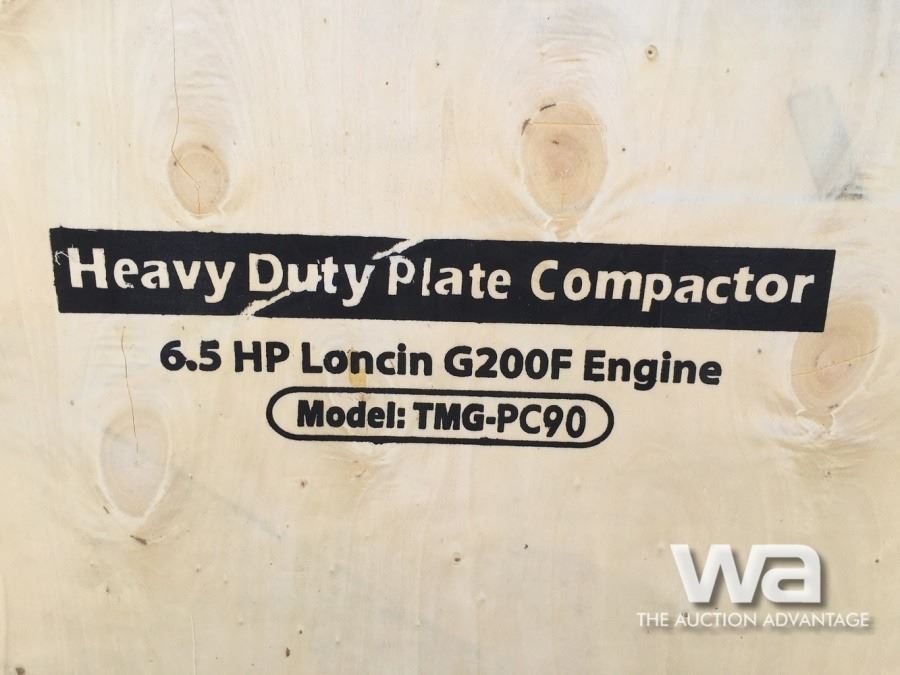 Heavy Duty Plate Compactor
6.5 HP Loncin G200F Engine
Model: TMG-PC90
wa
THE AUCTION ADVANTAGE